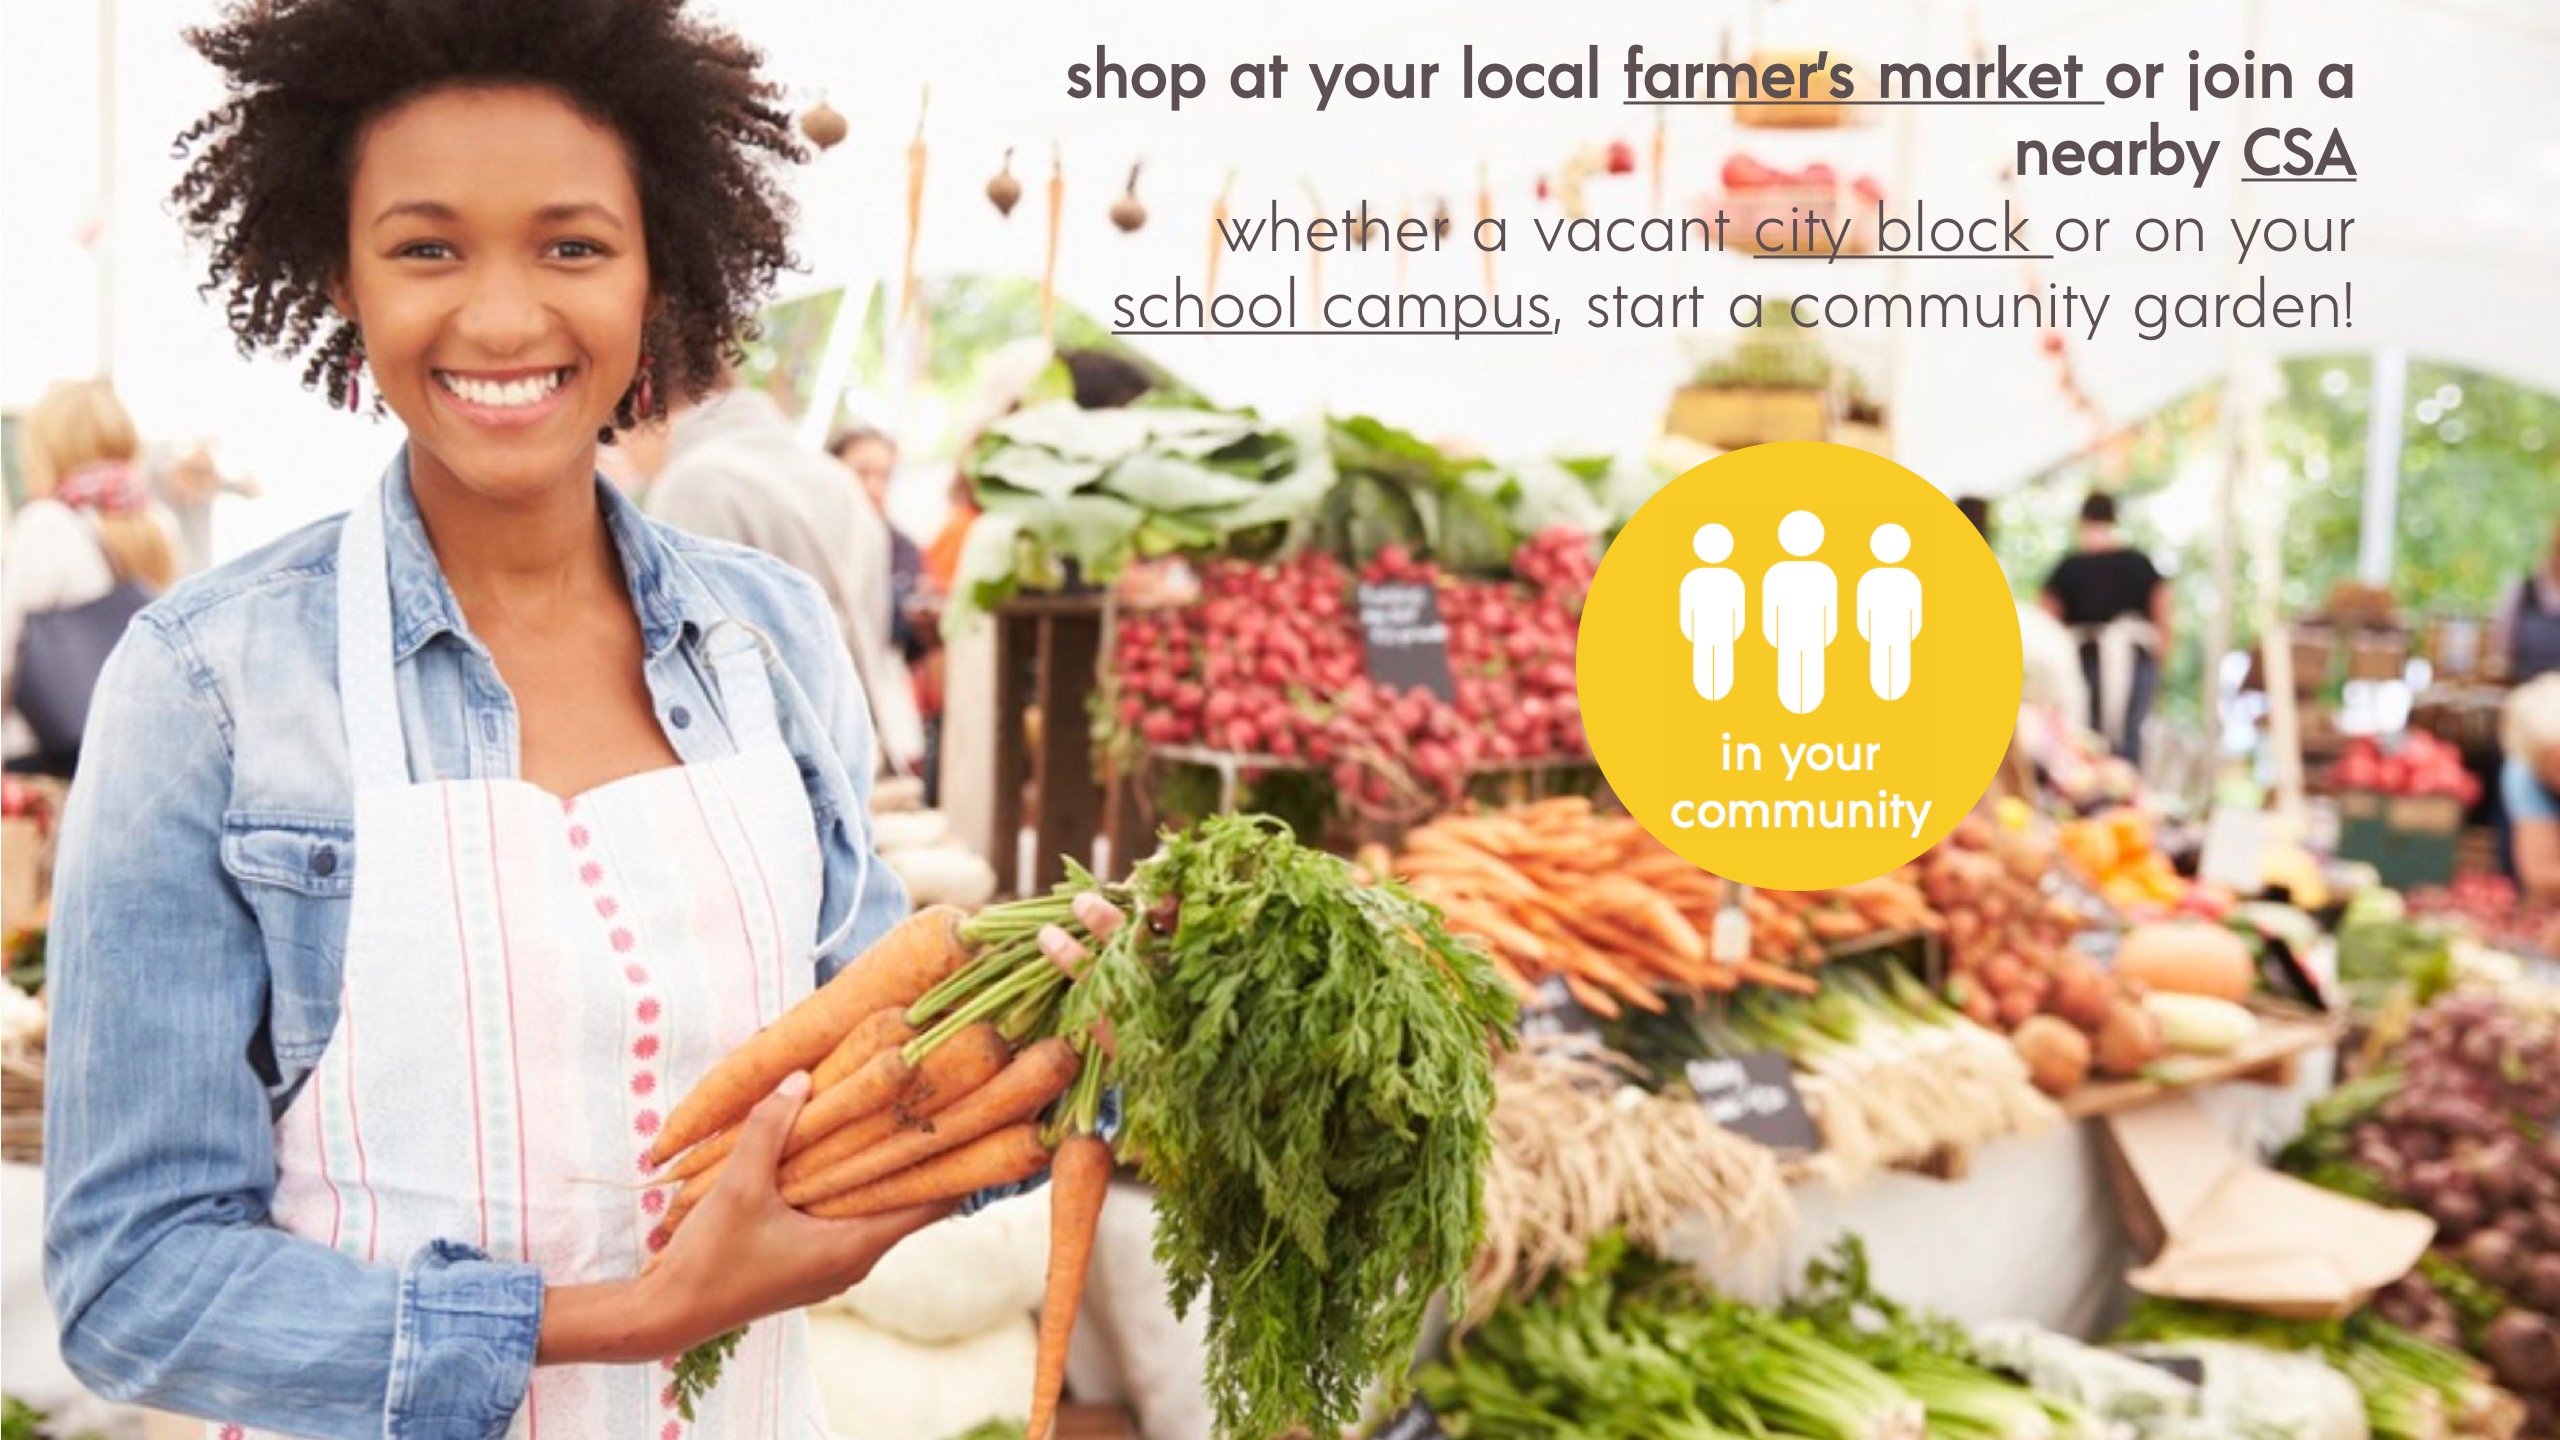 shop at your local farmer's market or join a
nearby CSA
whether a vacant city block or on your
school campus, start a community garden!
in your
community